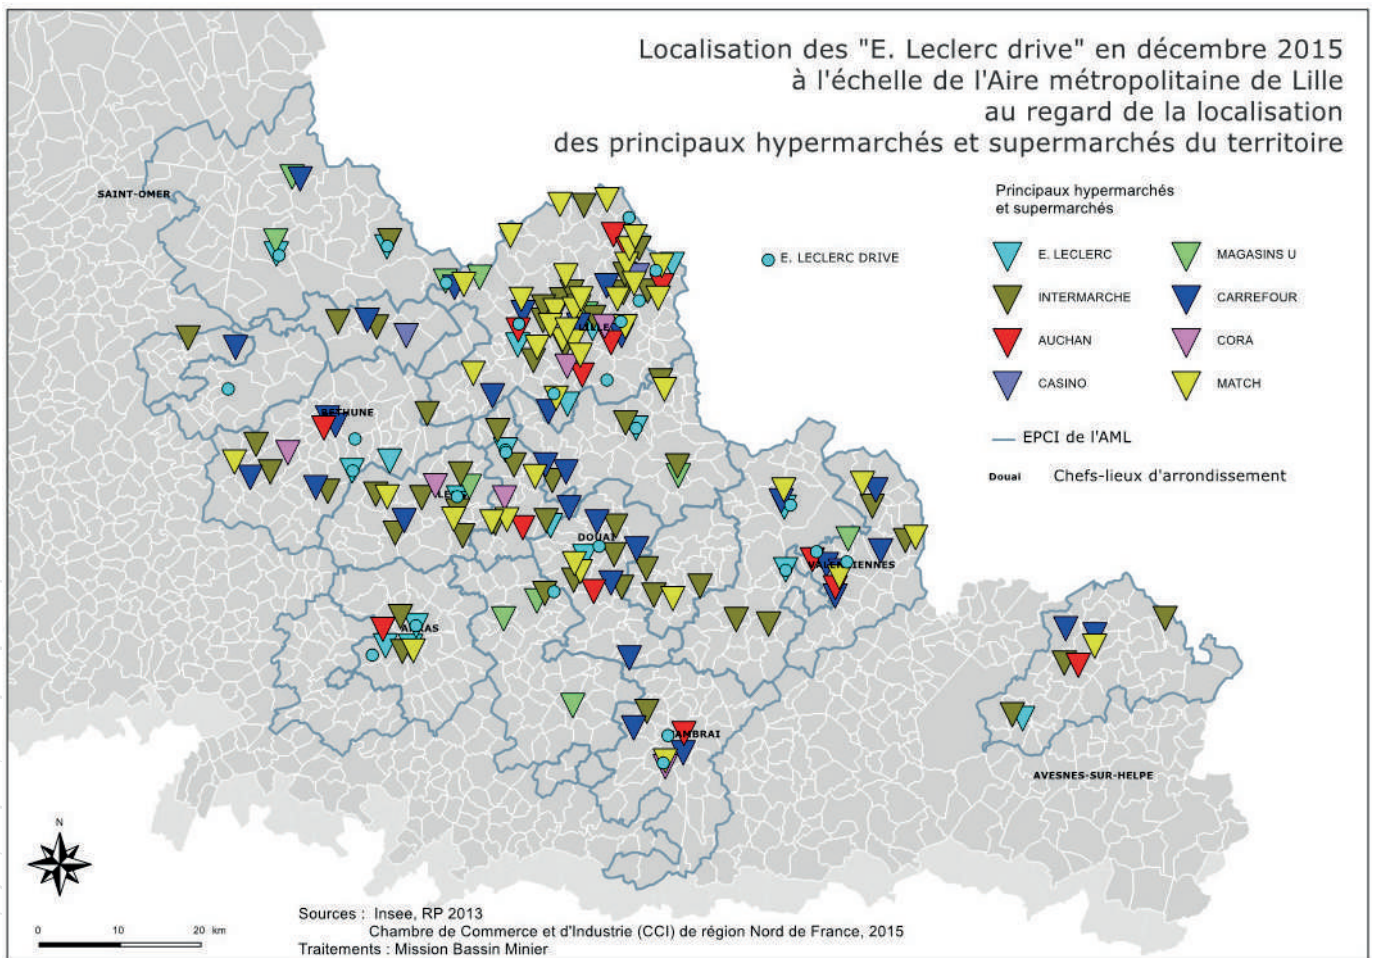 Localisation des "E. Leclerc drive" en décembre 2015
à l'échelle de l'Aire métropolitaine de Lille
au regard de la localisation
des principaux hypermarchés et supermarchés du territoire
Principaux hypermarchés
et supermarchés
E. LECLERC DRIVE
E. LECLERC
MAGASINS U
INTERMARCHE
CARREFOUR
AUCHAN
CORA
CASINO
MATCH
EPCI de l'AML
Douai
Chefs-lieux d'arrondissement
SAINT-OMER
LILLE
BETHUNE
DOUAI
VALENCIENNES
AVESNES-SUR-HELPE
N
0 10 20 km
Sources : Insee, RP 2013
Chambre de Commerce et d'Industrie (CCI) de région Nord de France, 2015
Traitements : Mission Bassin Minier